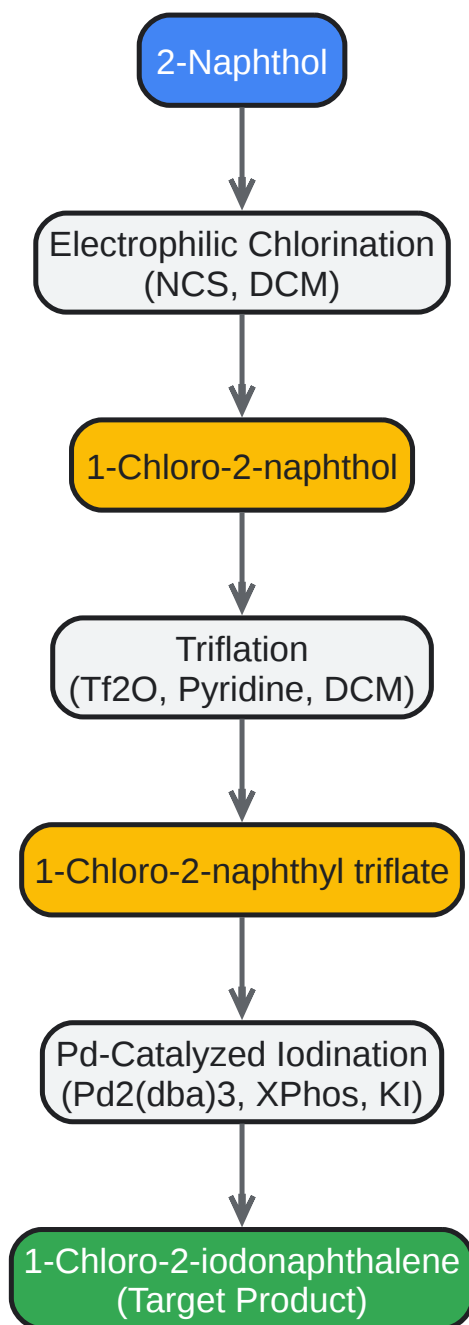 2-Naphthol
Electrophilic Chlorination
(NCS, DCM)
1-Chloro-2-naphthol
Triflation
(Tf2O, Pyridine, DCM)
1-Chloro-2-naphthyl triflate
Pd-Catalyzed Iodination
(Pd2(dba)3, XPhos, KI)
1-Chloro-2-iodonaphthalene
(Target Product)